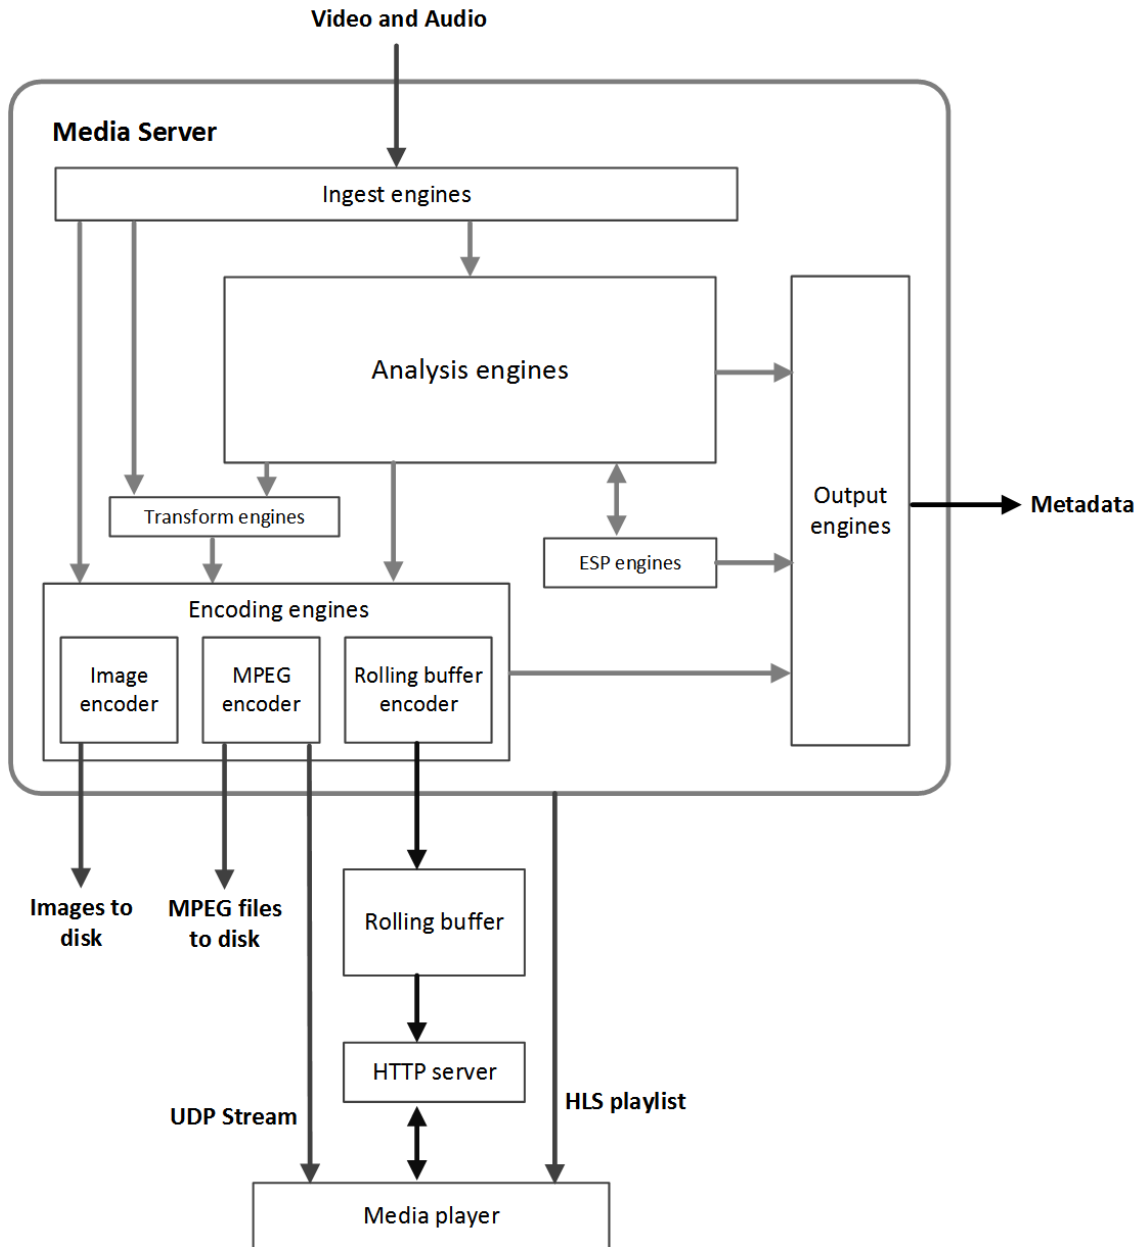 Video and Audio
Media Server
Ingest engines
Analysis engines
Transform engines
Output
engines
Metadata
ESP engines
Encoding engines
Image
encoder
MPEG
encoder
Rolling buffer
encoder
Images to
disk
MPEG files
to disk
Rolling buffer
HTTP server
UDP Stream
HLS playlist
Media player